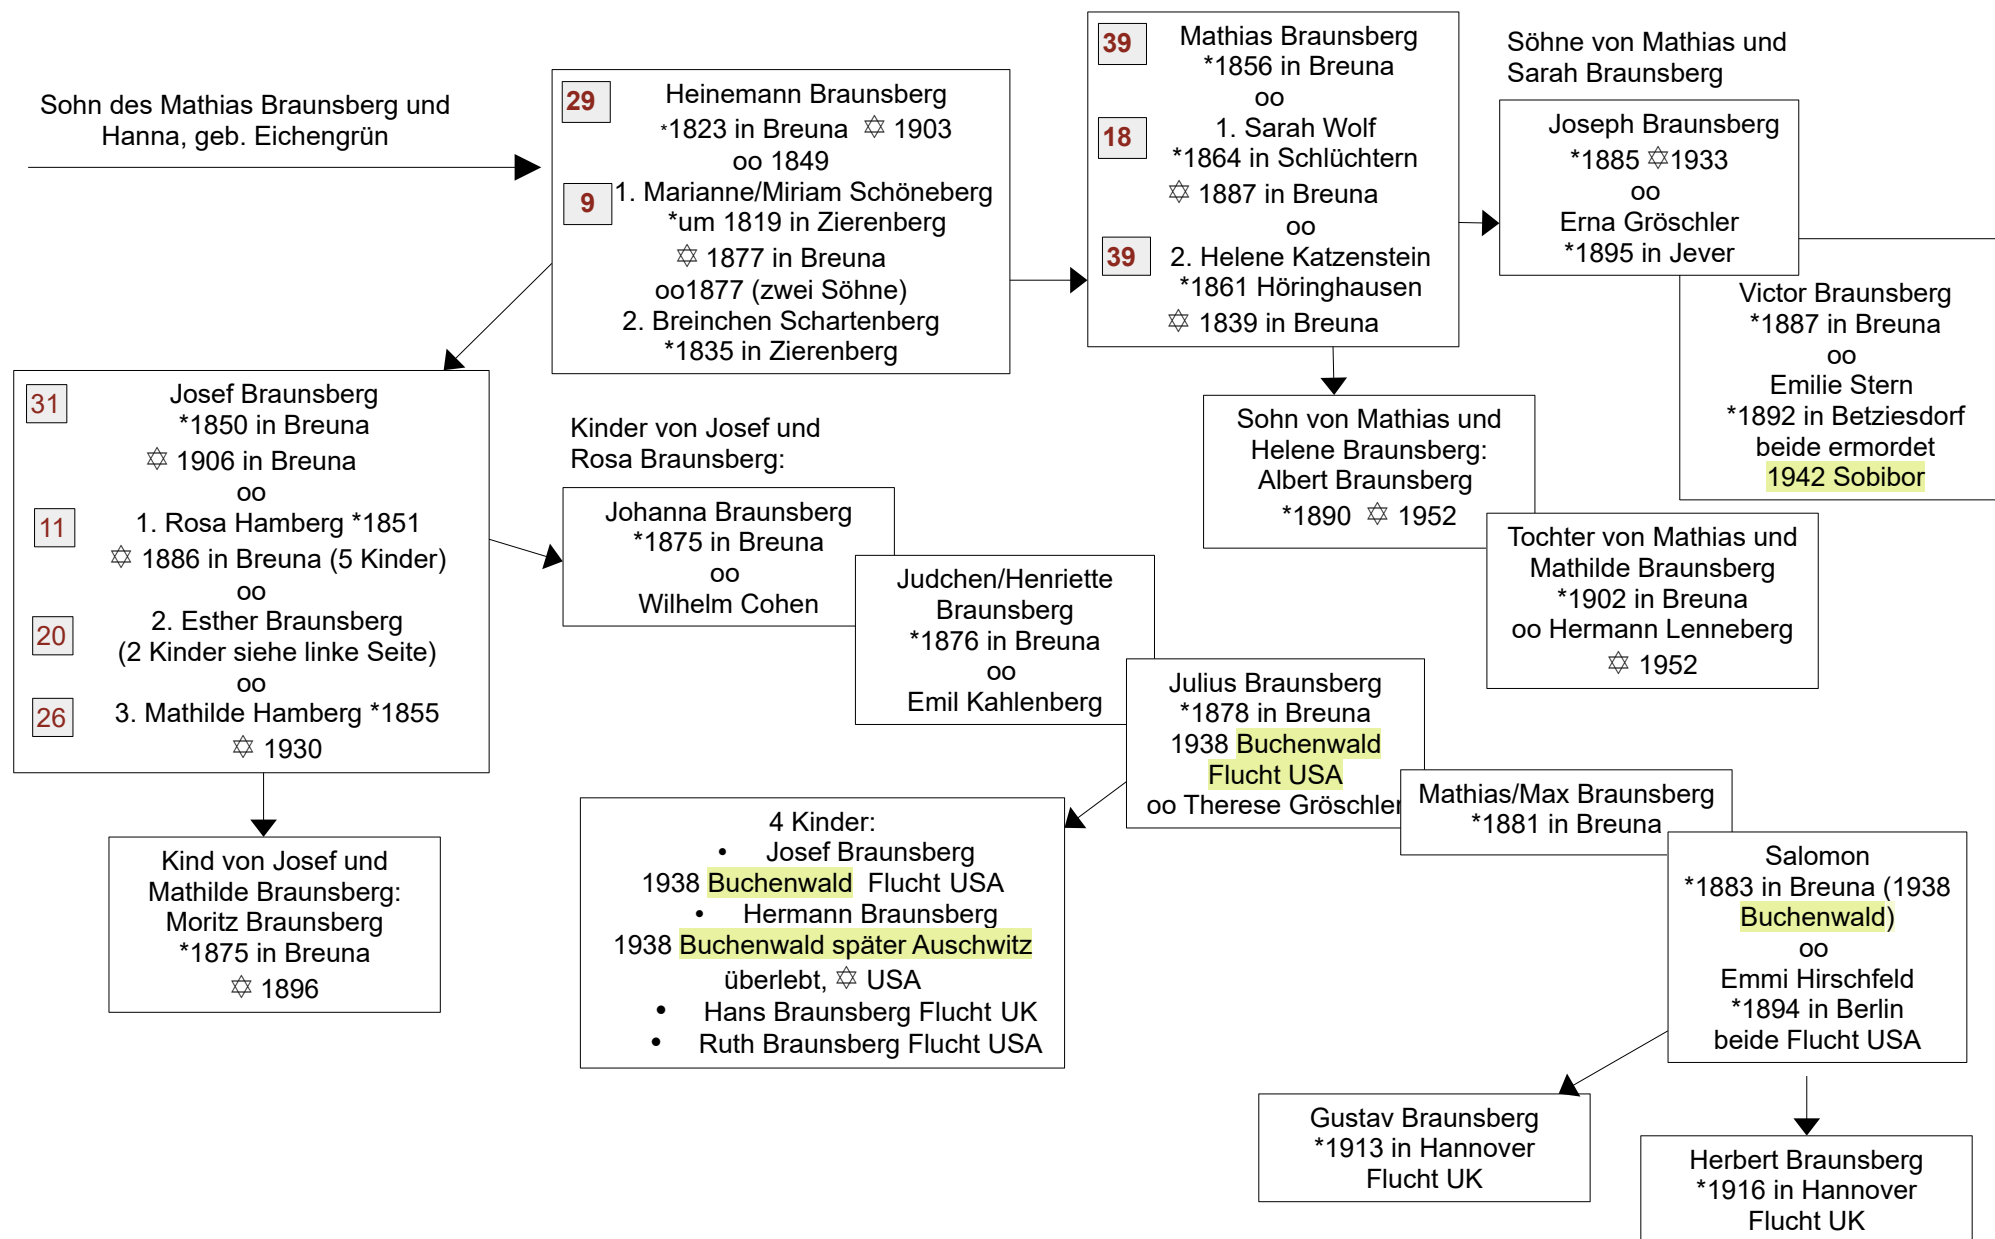 Sohn des Mathias Braunsberg und
Hanna, geb. Eichengrün
29
Heinemann Braunsberg
*1823 in Breuna ✡ 1903
oo 1849
9
1. Marianne/Miriam Schöneberg
*um 1819 in Zierenberg
✡ 1877 in Breuna
oo1877 (zwei Söhne)
2. Breinchen Schartenberg
*1835 in Zierenberg
39
Mathias Braunsberg
*1856 in Breuna
oo
18
1. Sarah Wolf
*1864 in Schlüchtern
✡ 1887 in Breuna
oo
39
2. Helene Katzenstein
*1861 Höringhausen
✡ 1839 in Breuna
Söhne von Mathias und
Sarah Braunsberg
Joseph Braunsberg
*1885 ✡1933
oo
Erna Gröschler
*1895 in Jever
Victor Braunsberg
*1887 in Breuna
oo
Emilie Stern
*1892 in Betziesdorf
beide ermordet
1942 Sobibor
Sohn von Mathias und
Helene Braunsberg:
Albert Braunsberg
*1890 ✡ 1952
Tochter von Mathias und
Mathilde Braunsberg
*1902 in Breuna
oo Hermann Lenneberg
✡ 1952
31
Josef Braunsberg
*1850 in Breuna
✡ 1906 in Breuna
oo
11
1. Rosa Hamberg *1851
✡ 1886 in Breuna (5 Kinder)
oo
20
2. Esther Braunsberg
(2 Kinder siehe linke Seite)
oo
26
3. Mathilde Hamberg *1855
✡ 1930
Kind von Josef und
Mathilde Braunsberg:
Moritz Braunsberg
*1875 in Breuna
✡ 1896
Kinder von Josef und
Rosa Braunsberg:
Johanna Braunsberg
*1875 in Breuna
oo
Wilhelm Cohen
Judchen/Henriette
Braunsberg
*1876 in Breuna
oo
Emil Kahlenberg
Julius Braunsberg
*1878 in Breuna
1938 Buchenwald
Flucht USA
oo Therese Gröschler
4 Kinder:
• Josef Braunsberg
1938 Buchenwald Flucht USA
• Hermann Braunsberg
1938 Buchenwald später Auschwitz
überlebt, ✡ USA
• Hans Braunsberg Flucht UK
• Ruth Braunsberg Flucht USA
Mathias/Max Braunsberg
*1881 in Breuna
Salomon
*1883 in Breuna (1938
Buchenwald)
oo
Emmi Hirschfeld
*1894 in Berlin
beide Flucht USA
Gustav Braunsberg
*1913 in Hannover
Flucht UK
Herbert Braunsberg
*1916 in Hannover
Flucht UK